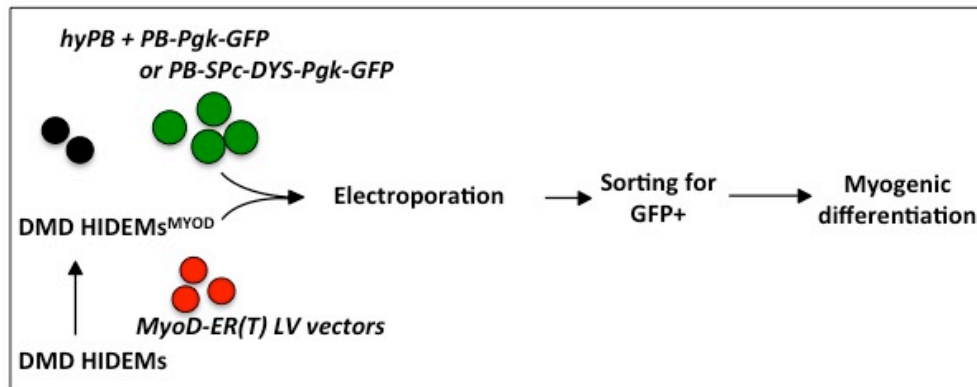 hyPB + PB-Pgk-GFP
or PB-SPc-DYS-Pgk-GFP
DMD HIDEMsMYOD
Electroporation
Sorting for
GFP+
Myogenic
differentiation
MyoD-ER(T) LV vectors
DMD HIDEMs